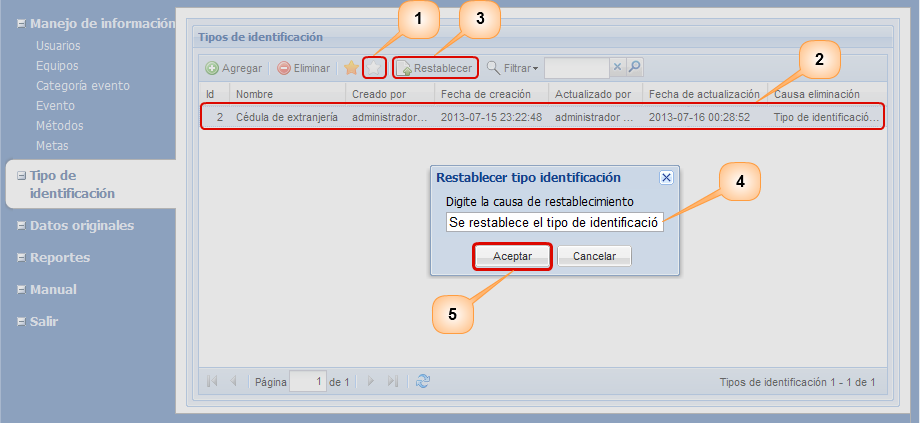 Manejo de información
Usuarios
Equipos
Categoría evento
Evento
Métodos
Metas
Tipo de
identificación
Datos originales
Reportes
Manual
Salir
1
3
Tipos de identificación
Agregar Eliminar Restablecer Filtrar
2
Id Nombre Creado por Fecha de creación Actualizado por Fecha de actualización Causa eliminación
2 Cédula de extranjería administrador... 2013-07-15 23:22:48 administrador ... 2013-07-16 00:28:52 Tipo de identificació...
Restablecer tipo identificación
4
Digite la causa de restablecimiento
Se restablece el tipo de identificació
Aceptar Cancelar
5
Página 1 de 1 Tipos de identificación 1 - 1 de 1